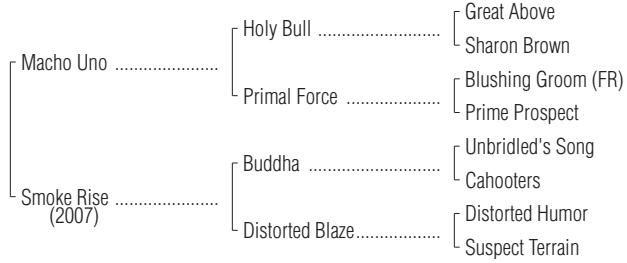 Great Above
Holy Bull ..........................
Sharon Brown
Macho Uno ......................
Blushing Groom (FR)
Primal Force ....................
Prime Prospect
Unbridled's Song
Buddha ............................
Cahooters
Smoke Rise ......................
(2007)
Distorted Humor
Distorted Blaze..................
Suspect Terrain